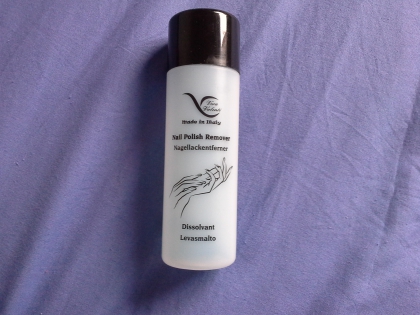 Made in Italy
Nail Polish Remover
Nagellackentferner
Dissolvant
Levasmalto